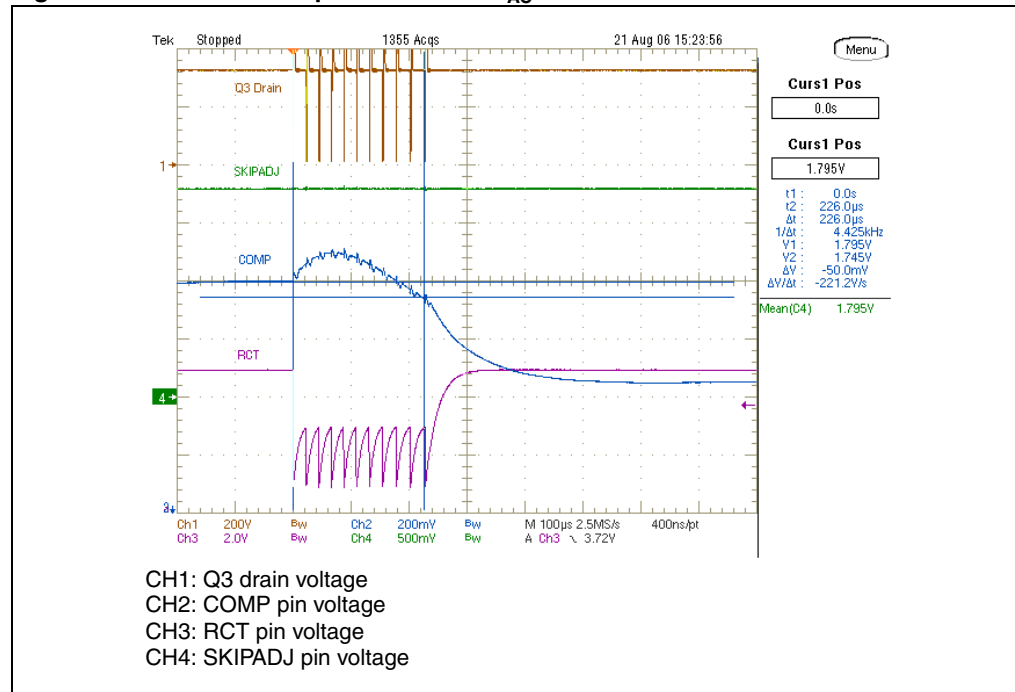 Tek Stopped 1355 Acqs 21 Aug 06 15:23:56
Menu
Curs1 Pos
0.0s
Curs1 Pos
1.795V
t1 : 0.0s
t2 : 226.0µs
Δt : 226.0µs
1/Δt : 4.425kHz
V1 : 1.795V
V2 : 1.745V
ΔV : -50.0mV
ΔV/Δt : -221.2V/s
Mean(C4) 1.795V
Q3 Drain
1
SKIPADJ
COMP
RCT
4
3
Ch1 200V Bw Ch2 200mV Bw M 100µs 2.5MS/s 400ns/pt
Ch3 2.0V Bw Ch4 500mV Bw A Ch3 \ 3.72V
CH1: Q3 drain voltage
CH2: COMP pin voltage
CH3: RCT pin voltage
CH4: SKIPADJ pin voltage